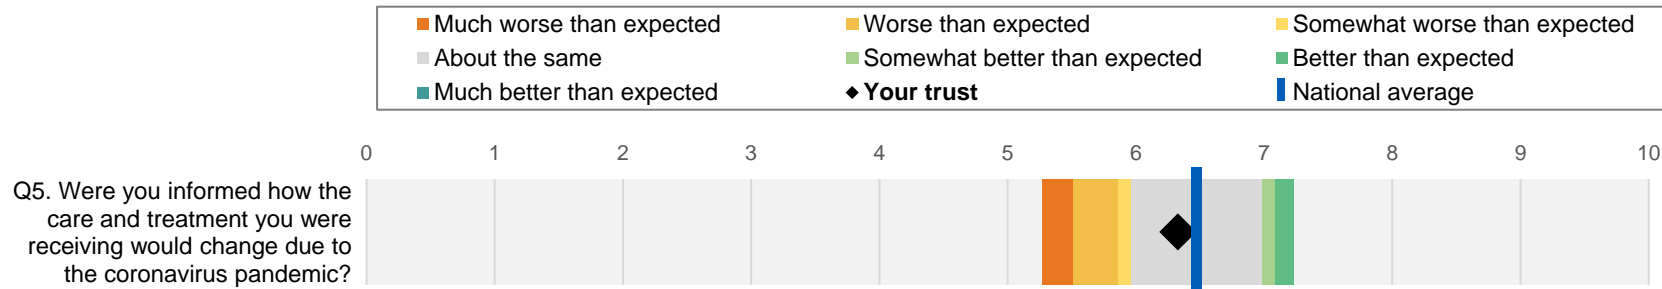 Much worse than expected
Worse than expected
Somewhat worse than expected
About the same
Somewhat better than expected
Better than expected
Much better than expected
Your trust
National average
0 1 2 3 4 5 6 7 8 9 10
Q5. Were you informed how the
care and treatment you were
receiving would change due to
the coronavirus pandemic?